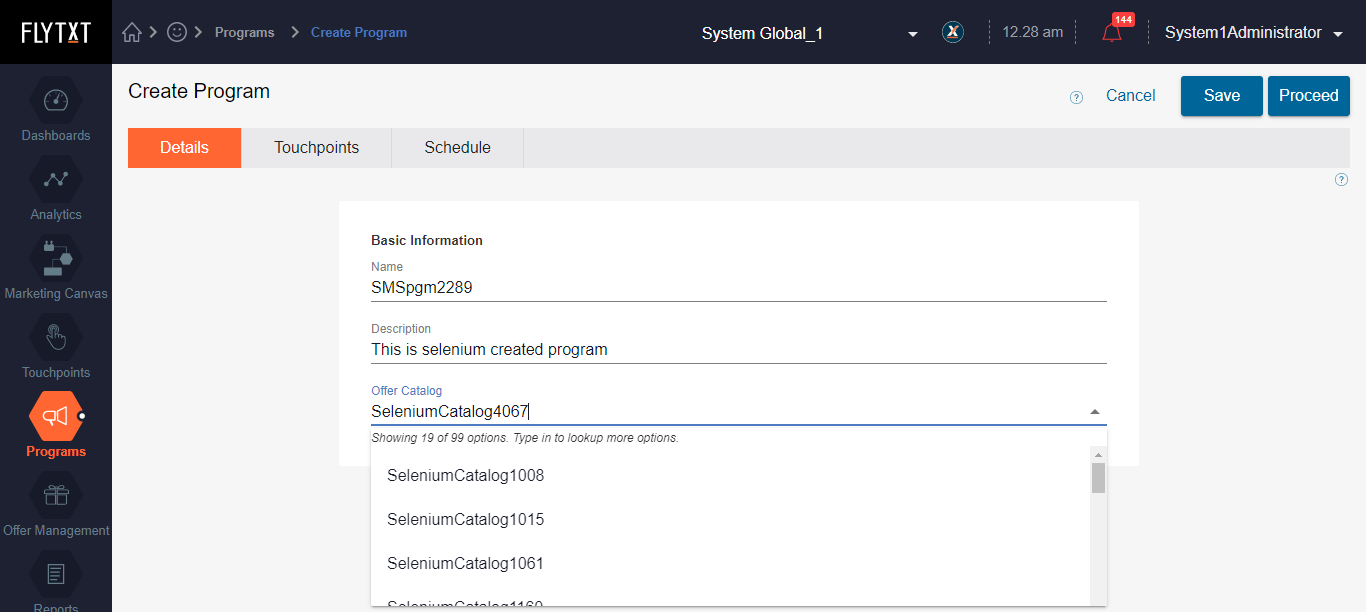 FLYTXT
Programs
Create Program
System Global_1
12.28 am
144
System1Administrator
Create Program
?
Cancel
Save
Proceed
Details
Touchpoints
Schedule
?
Dashboards
Analytics
Marketing Canvas
Touchpoints
Programs
Offer Management
Reports
Basic Information
Name
SMSpgm2289
Description
This is selenium created program
Offer Catalog
SeleniumCatalog4067
Showing 19 of 99 options. Type in to lookup more options.
SeleniumCatalog1008
SeleniumCatalog1015
SeleniumCatalog1061
SeleniumCatalog1160